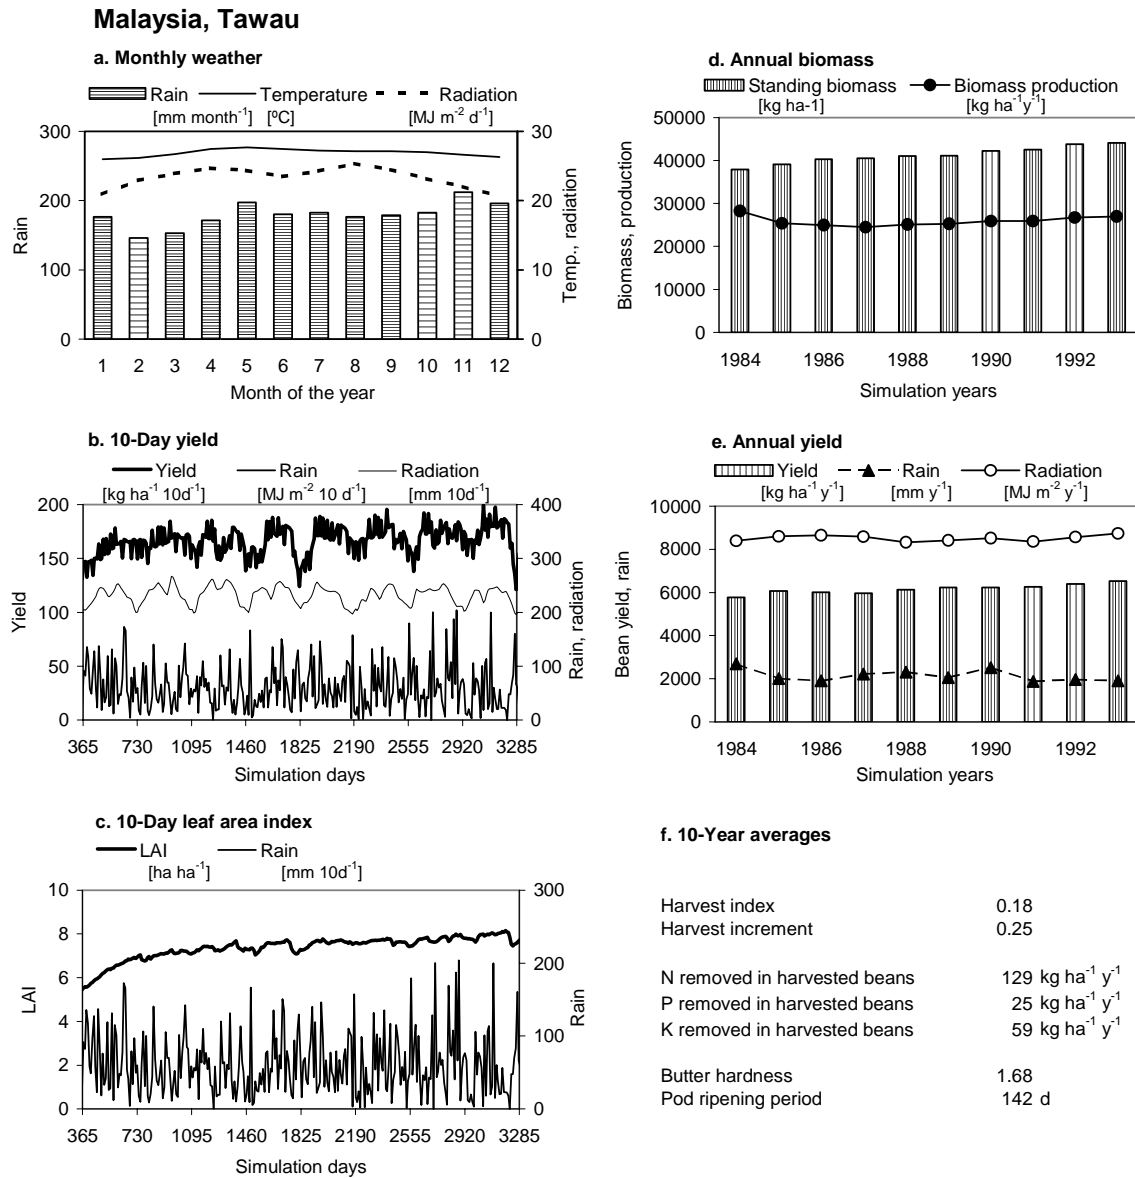 Malaysia, Tawau
a. Monthly weather
Rain Temperature Radiation
[mm month-1] [ºC] [MJ m-2 d-1]
300 30
200 20
100 10
0 0
Rain
Temp., radiation
1 2 3 4 5 6 7 8 9 10 11 12
Month of the year
b. 10-Day yield
Yield Rain Radiation
[kg ha-1 10d-1] [MJ m-2 10 d-1] [mm 10d-1]
200 400
150 300
100 200
50 100
0 0
Yield
Rain, radiation
365 730 1095 1460 1825 2190 2555 2920 3285
Simulation days
c. 10-Day leaf area index
LAI Rain
[ha ha-1] [mm 10d-1]
10 300
8
6 200
4 100
2
0 0
LAI
Rain
365 730 1095 1460 1825 2190 2555 2920 3285
Simulation days
d. Annual biomass
Standing biomass Biomass production
[kg ha-1] [kg ha-1y-1]
50000
40000
30000
20000
10000
0
Biomass, production
1984 1986 1988 1990 1992
Simulation years
e. Annual yield
Yield Rain Radiation
[kg ha-1 y-1] [mm y-1] [MJ m-2 y-1]
10000
8000
6000
4000
2000
0
Bean yield, rain
1984 1986 1988 1990 1992
Simulation years
f. 10-Year averages
Harvest index 0.18
Harvest increment 0.25
N removed in harvested beans 129 kg ha-1 y-1
P removed in harvested beans 25 kg ha-1 y-1
K removed in harvested beans 59 kg ha-1 y-1
Butter hardness 1.68
Pod ripening period 142 d